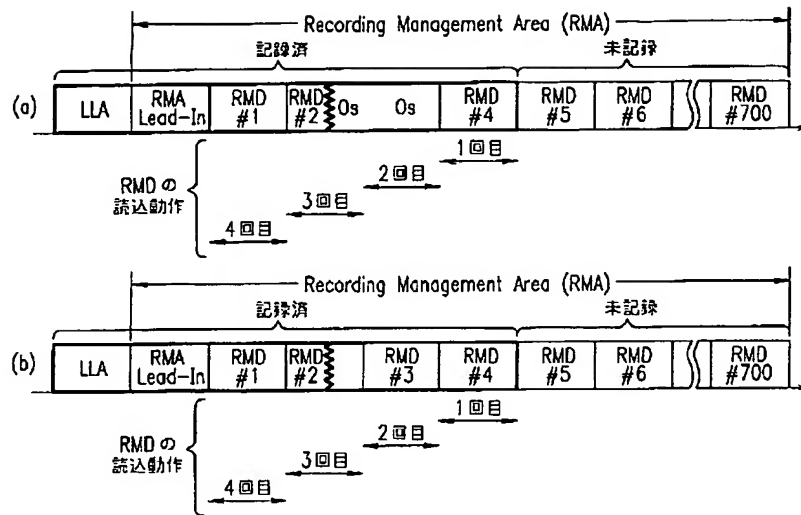 Recording Management Area (RMA)
記録済 未記録
(a) LLA RMA Lead-In RMD #1 RMD #2 0s 0s RMD #4 RMD #5 RMD #6 RMD #700
RMDの読込動作
1回目
2回目
3回目
4回目
Recording Management Area (RMA)
記録済 未記録
(b) LLA RMA Lead-In RMD #1 RMD #2 RMD #3 RMD #4 RMD #5 RMD #6 RMD #700
RMDの読込動作
1回目
2回目
3回目
4回目